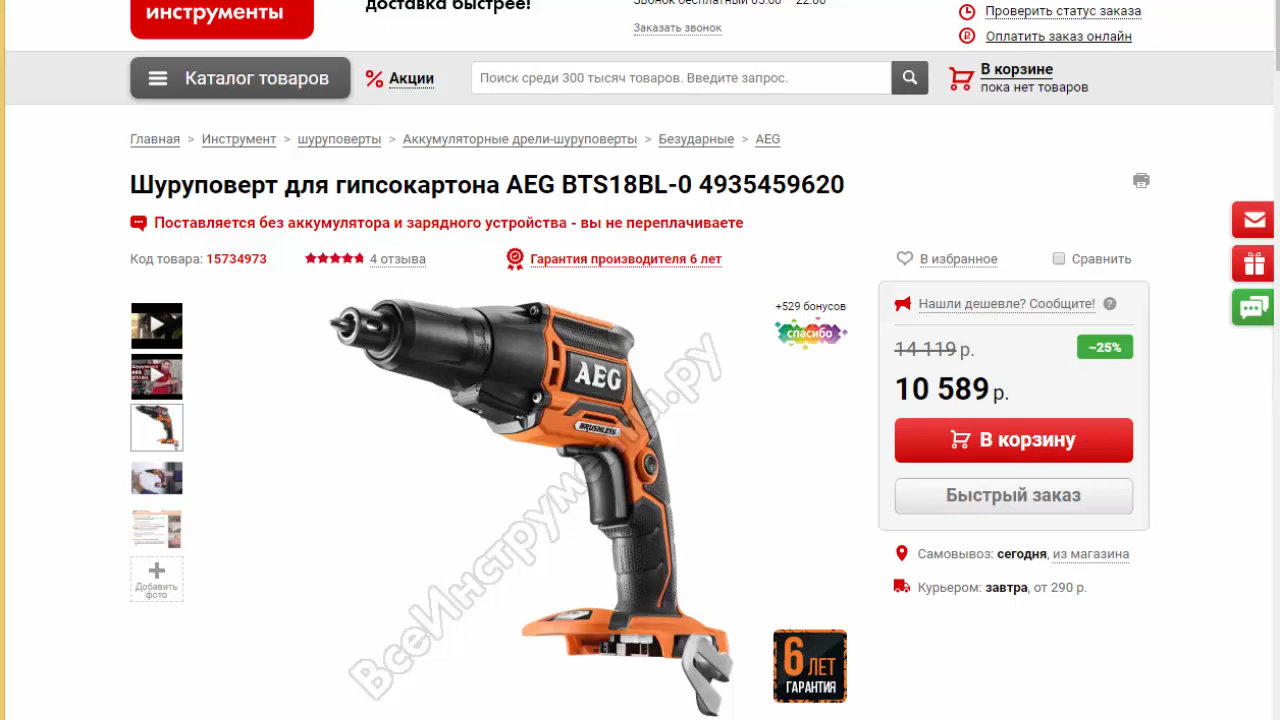 инструменты
доставка быстрее!
Заказать звонок
Проверить статус заказа
Оплатить заказ онлайн
Каталог товаров
% Акции
Поиск среди 300 тысяч товаров. Введите запрос.
В корзине
пока нет товаров
Главная > Инструмент > шуруповерты > Аккумуляторные дрели-шуруповерты > Безударные > AEG
Шуруповерт для гипсокартона AEG BTS18BL-0 4935459620
Поставляется без аккумулятора и зарядного устройства - вы не переплачиваете
Код товара: 15734973
4 отзыва
Гарантия производителя 6 лет
В избранное
Сравнить
+529 бонусов
спасибо
Нашли дешевле? Сообщите! ?
14 119 р.
–25%
10 589 р.
В корзину
Быстрый заказ
Самовывоз: сегодня, из магазина
Курьером: завтра, от 290 р.
AEG
BRUSHLESS
ВсеИнструменты.ру
Добавить
фото
6 ЛЕТ
ГАРАНТИЯ